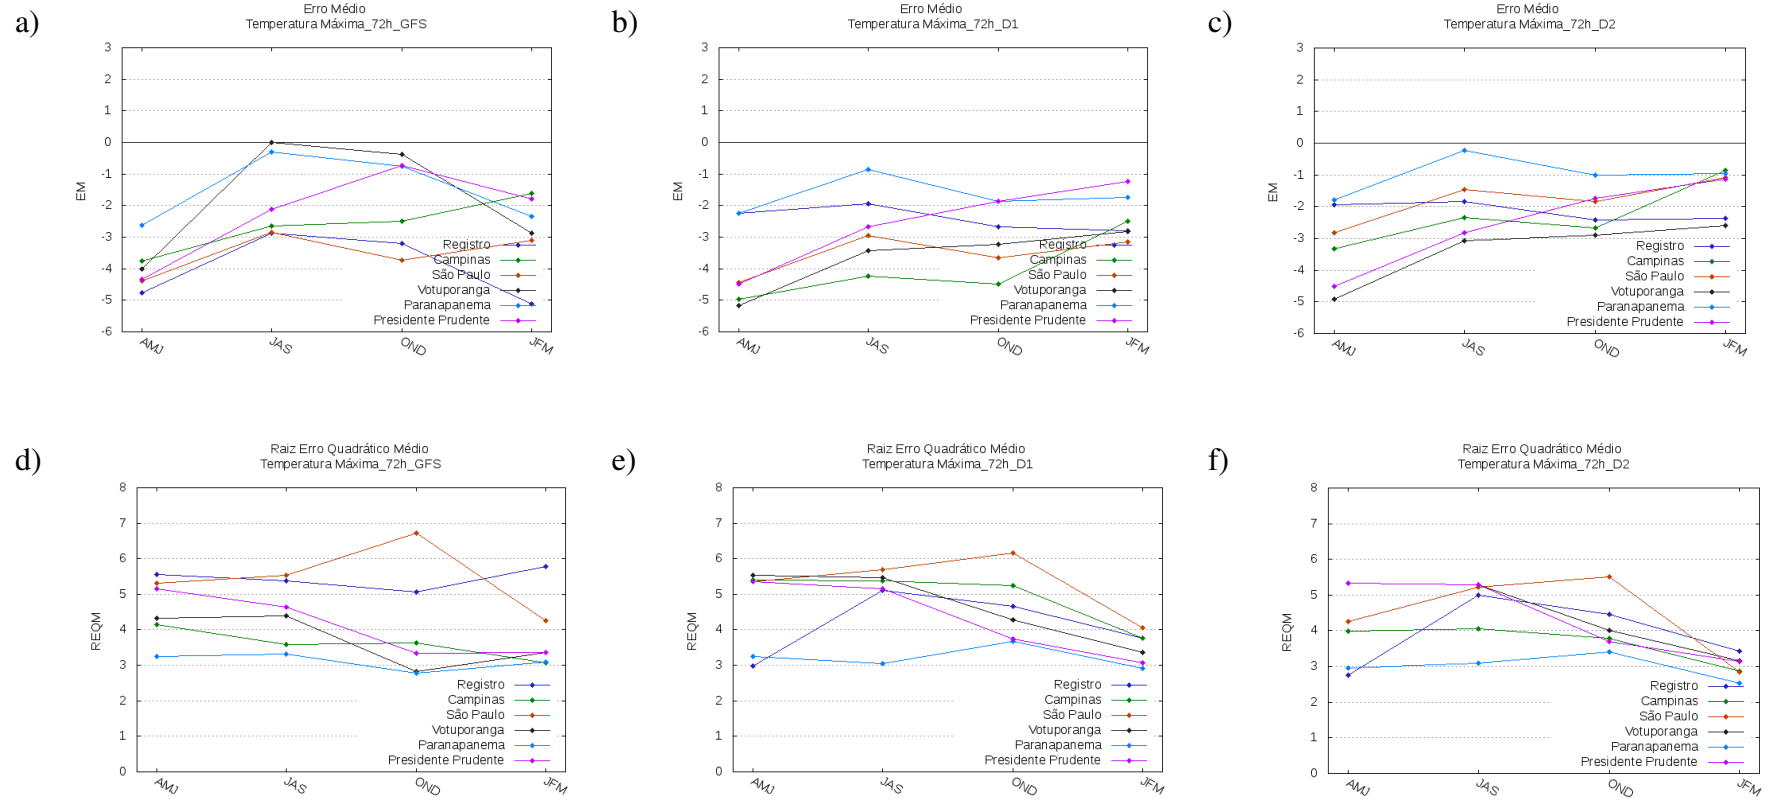 a)
Erro Médio
Temperatura Máxima_72h_GFS
EM
3
2
1
0
-1
-2
-3
-4
-5
-6
AMJ
JAS
OND
JFM
Registro
Campinas
São Paulo
Votuporanga
Paranapanema
Presidente Prudente
b)
Erro Médio
Temperatura Máxima_72h_D1
EM
3
2
1
0
-1
-2
-3
-4
-5
-6
AMJ
JAS
OND
JFM
Registro
Campinas
São Paulo
Votuporanga
Paranapanema
Presidente Prudente
c)
Erro Médio
Temperatura Máxima_72h_D2
EM
3
2
1
0
-1
-2
-3
-4
-5
-6
AMJ
JAS
OND
JFM
Registro
Campinas
São Paulo
Votuporanga
Paranapanema
Presidente Prudente
d)
Raiz Erro Quadrático Médio
Temperatura Máxima_72h_GFS
REQM
8
7
6
5
4
3
2
1
0
AMJ
JAS
OND
JFM
Registro
Campinas
São Paulo
Votuporanga
Paranapanema
Presidente Prudente
e)
Raiz Erro Quadrático Médio
Temperatura Máxima_72h_D1
REQM
8
7
6
5
4
3
2
1
0
AMJ
JAS
OND
JFM
Registro
Campinas
São Paulo
Votuporanga
Paranapanema
Presidente Prudente
f)
Raiz Erro Quadrático Médio
Temperatura Máxima_72h_D2
REQM
8
7
6
5
4
3
2
1
0
AMJ
JAS
OND
JFM
Registro
Campinas
São Paulo
Votuporanga
Paranapanema
Presidente Prudente